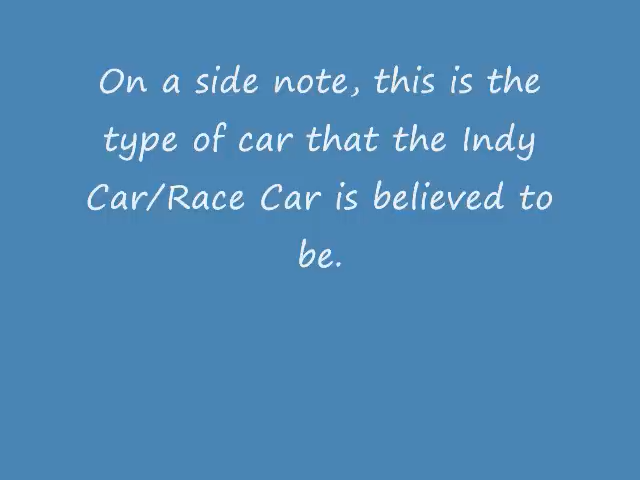 On a side note, this is the
type of car that the Indy
Car/Race Car is believed to
be.